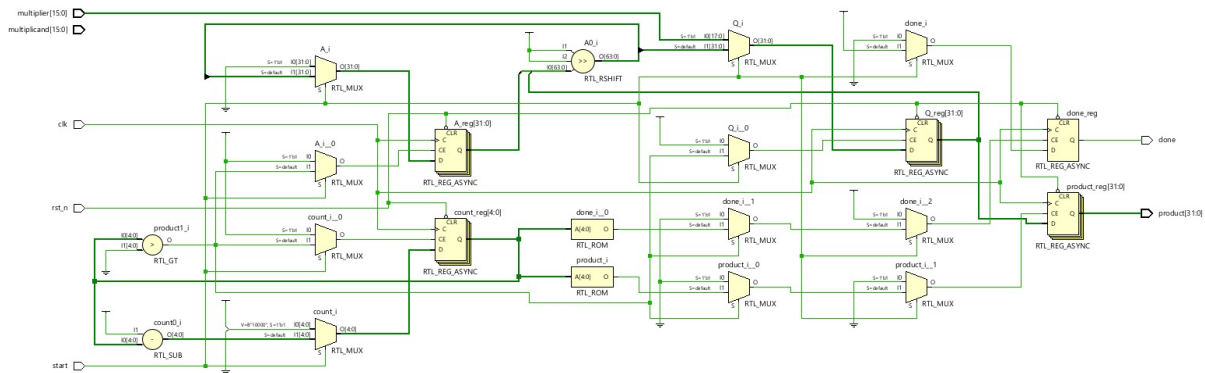 multiplier[15:0]
multiplicand[15:0]
A_i
S=1'b1 I0[31:0]
S=default I1[31:0]
O[31:0]
S
RTL_MUX
A0_i
I1
I2
I0[63:0]
>>
O[63:0]
RTL_RSHIFT
Q_i
S=1'b1 I0[17:0]
S=default I1[31:0]
O[31:0]
S
RTL_MUX
done_i
S=1'b1 I0
S=default I1
O
S
RTL_MUX
clk
A_reg[31:0]
CLR
C
CE
D
Q
RTL_REG_ASYNC
A_i__0
S=1'b1 I0
S=default I1
O
S
RTL_MUX
Q_i__0
S=1'b1 I0
S=default I1
O
S
RTL_MUX
Q_reg[31:0]
CLR
C
CE
D
Q
RTL_REG_ASYNC
done_reg
CLR
C
CE
D
Q
RTL_REG_ASYNC
done
rst_n
product1_i
I0[4:0]
I1[4:0]
>
O
RTL_GT
count_i__0
S=1'b1 I0
S=default I1
O
S
RTL_MUX
count_reg[4:0]
CLR
C
CE
D
Q
RTL_REG_ASYNC
done_i__0
A[4:0] O
RTL_ROM
product_i
A[4:0] O
RTL_ROM
done_i__1
S=1'b1 I0
S=default I1
O
S
RTL_MUX
done_i__2
S=1'b1 I0
S=default I1
O
S
RTL_MUX
product_reg[31:0]
CLR
C
CE
D
Q
RTL_REG_ASYNC
product[31:0]
product_i__0
S=1'b1 I0
S=default I1
O
S
RTL_MUX
product_i__1
S=1'b1 I0
S=default I1
O
S
RTL_MUX
count0_i
I1
I0[4:0]
-
O[4:0]
RTL_SUB
count_i
V=B"10000", S=1'b1 I0[4:0]
S=default I1[4:0]
O[4:0]
S
RTL_MUX
start